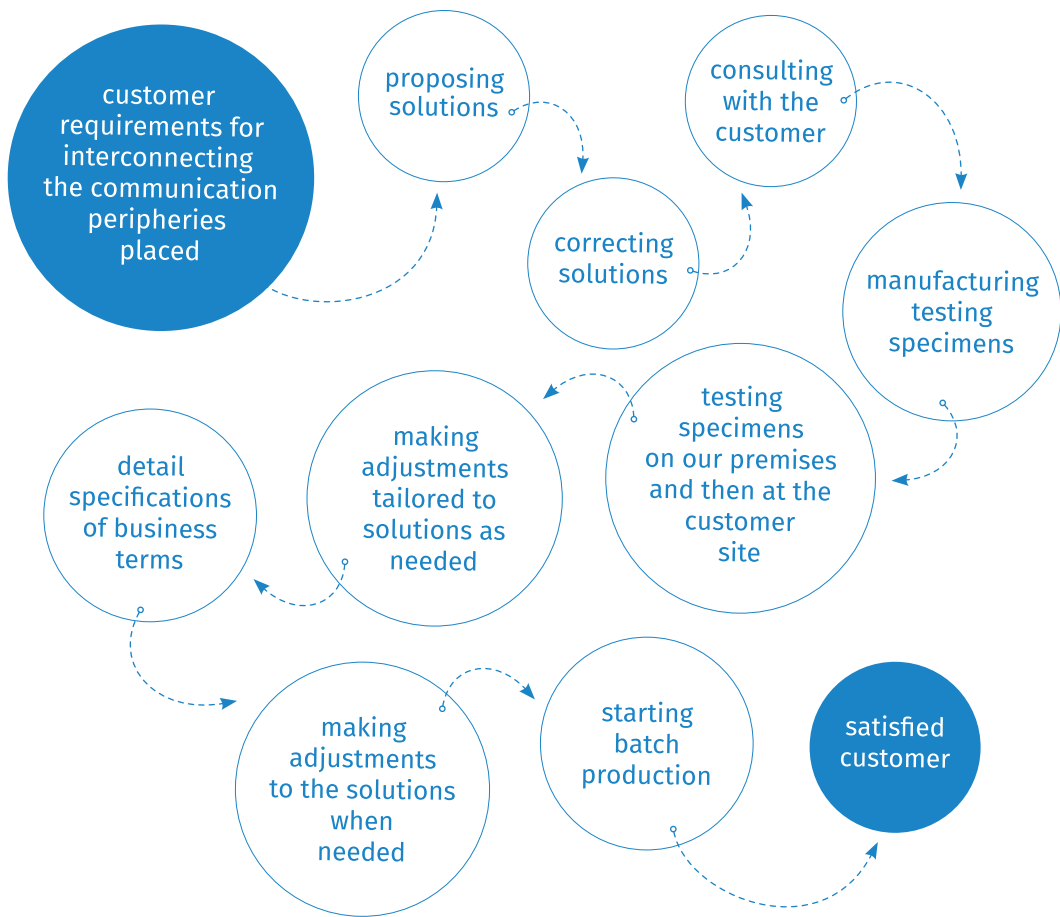 customer
requirements for
interconnecting
the communication
peripheries
placed
proposing
solutions
correcting
solutions
consulting
with the
customer
manufacturing
testing
specimens
testing
specimens
on our premises
and then at the
customer
site
making
adjustments
tailored to
solutions as
needed
detail
specifications
of business
terms
making
adjustments
to the solutions
when
needed
starting
batch
production
satisfied
customer